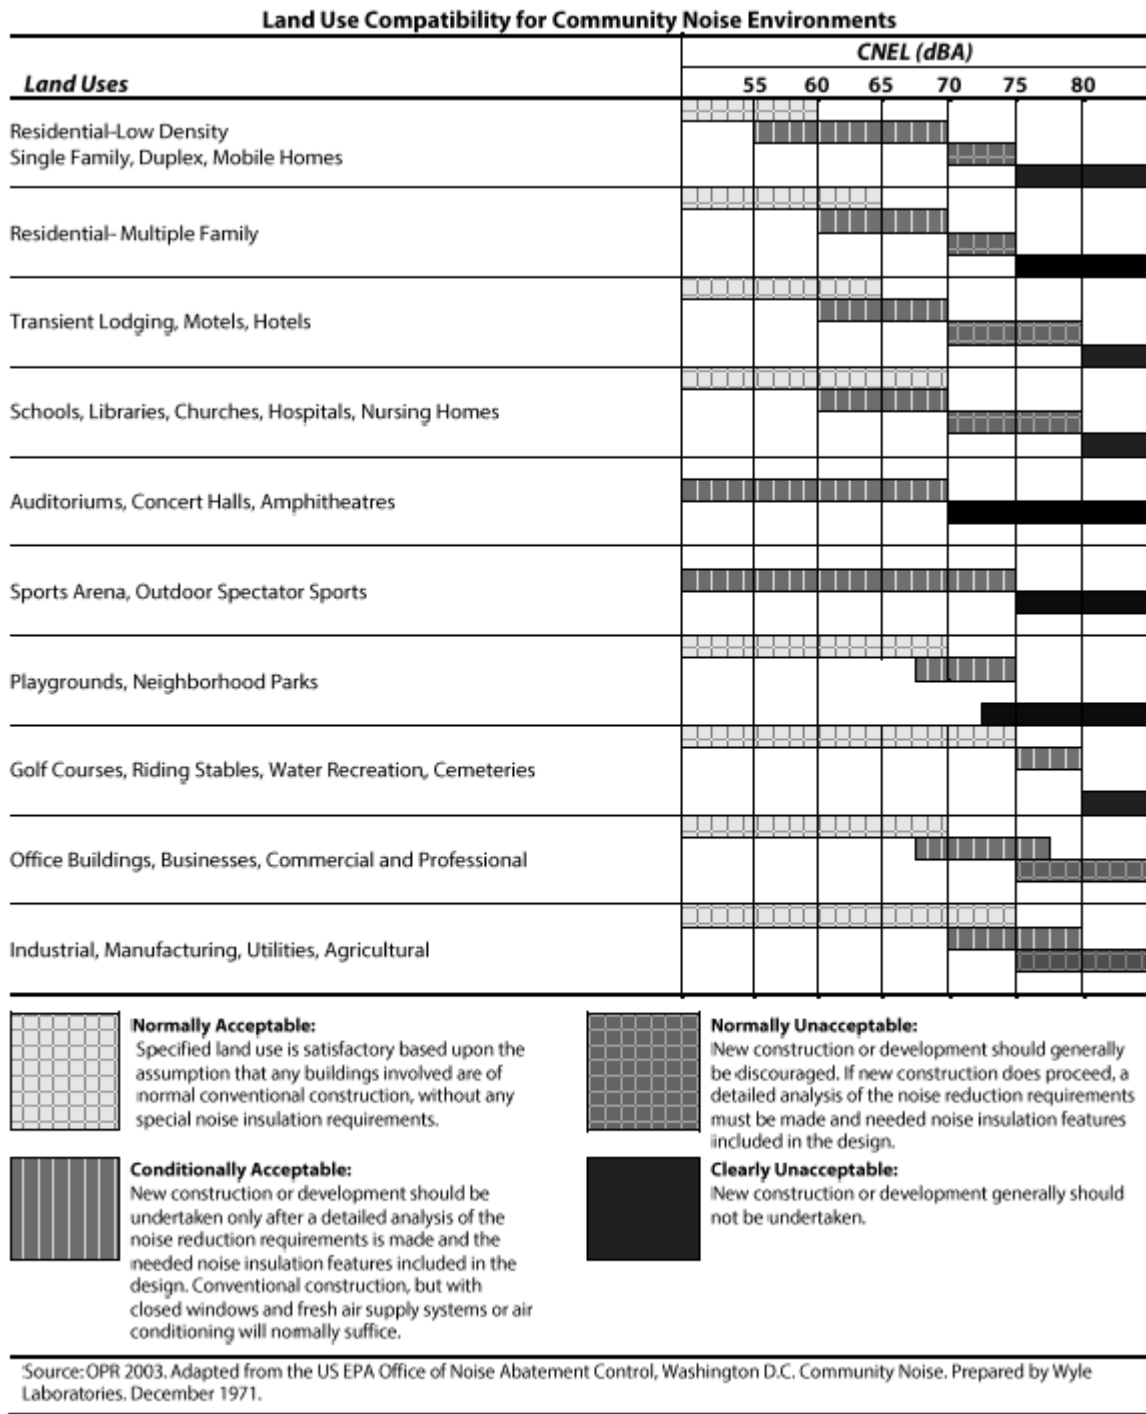 Land Use Compatibility for Community Noise Environments
CNEL (dBA)
Land Uses
55 60 65 70 75 80
Residential–Low Density
Single Family, Duplex, Mobile Homes
Residential– Multiple Family
Transient Lodging, Motels, Hotels
Schools, Libraries, Churches, Hospitals, Nursing Homes
Auditoriums, Concert Halls, Amphitheatres
Sports Arena, Outdoor Spectator Sports
Playgrounds, Neighborhood Parks
Golf Courses, Riding Stables, Water Recreation, Cemeteries
Office Buildings, Businesses, Commercial and Professional
Industrial, Manufacturing, Utilities, Agricultural
Normally Acceptable:
Specified land use is satisfactory based upon the
assumption that any buildings involved are of
normal conventional construction, without any
special noise insulation requirements.
Conditionally Acceptable:
New construction or development should be
undertaken only after a detailed analysis of the
noise reduction requirements is made and the
needed noise insulation features included in the
design. Conventional construction, but with
closed windows and fresh air supply systems or air
conditioning will normally suffice.
Normally Unacceptable:
New construction or development should generally
be discouraged. If new construction does proceed, a
detailed analysis of the noise reduction requirements
must be made and needed noise insulation features
included in the design.
Clearly Unacceptable:
New construction or development generally should
not be undertaken.
Source: OPR 2003. Adapted from the US EPA Office of Noise Abatement Control, Washington D.C. Community Noise. Prepared by Wyle
Laboratories. December 1971.